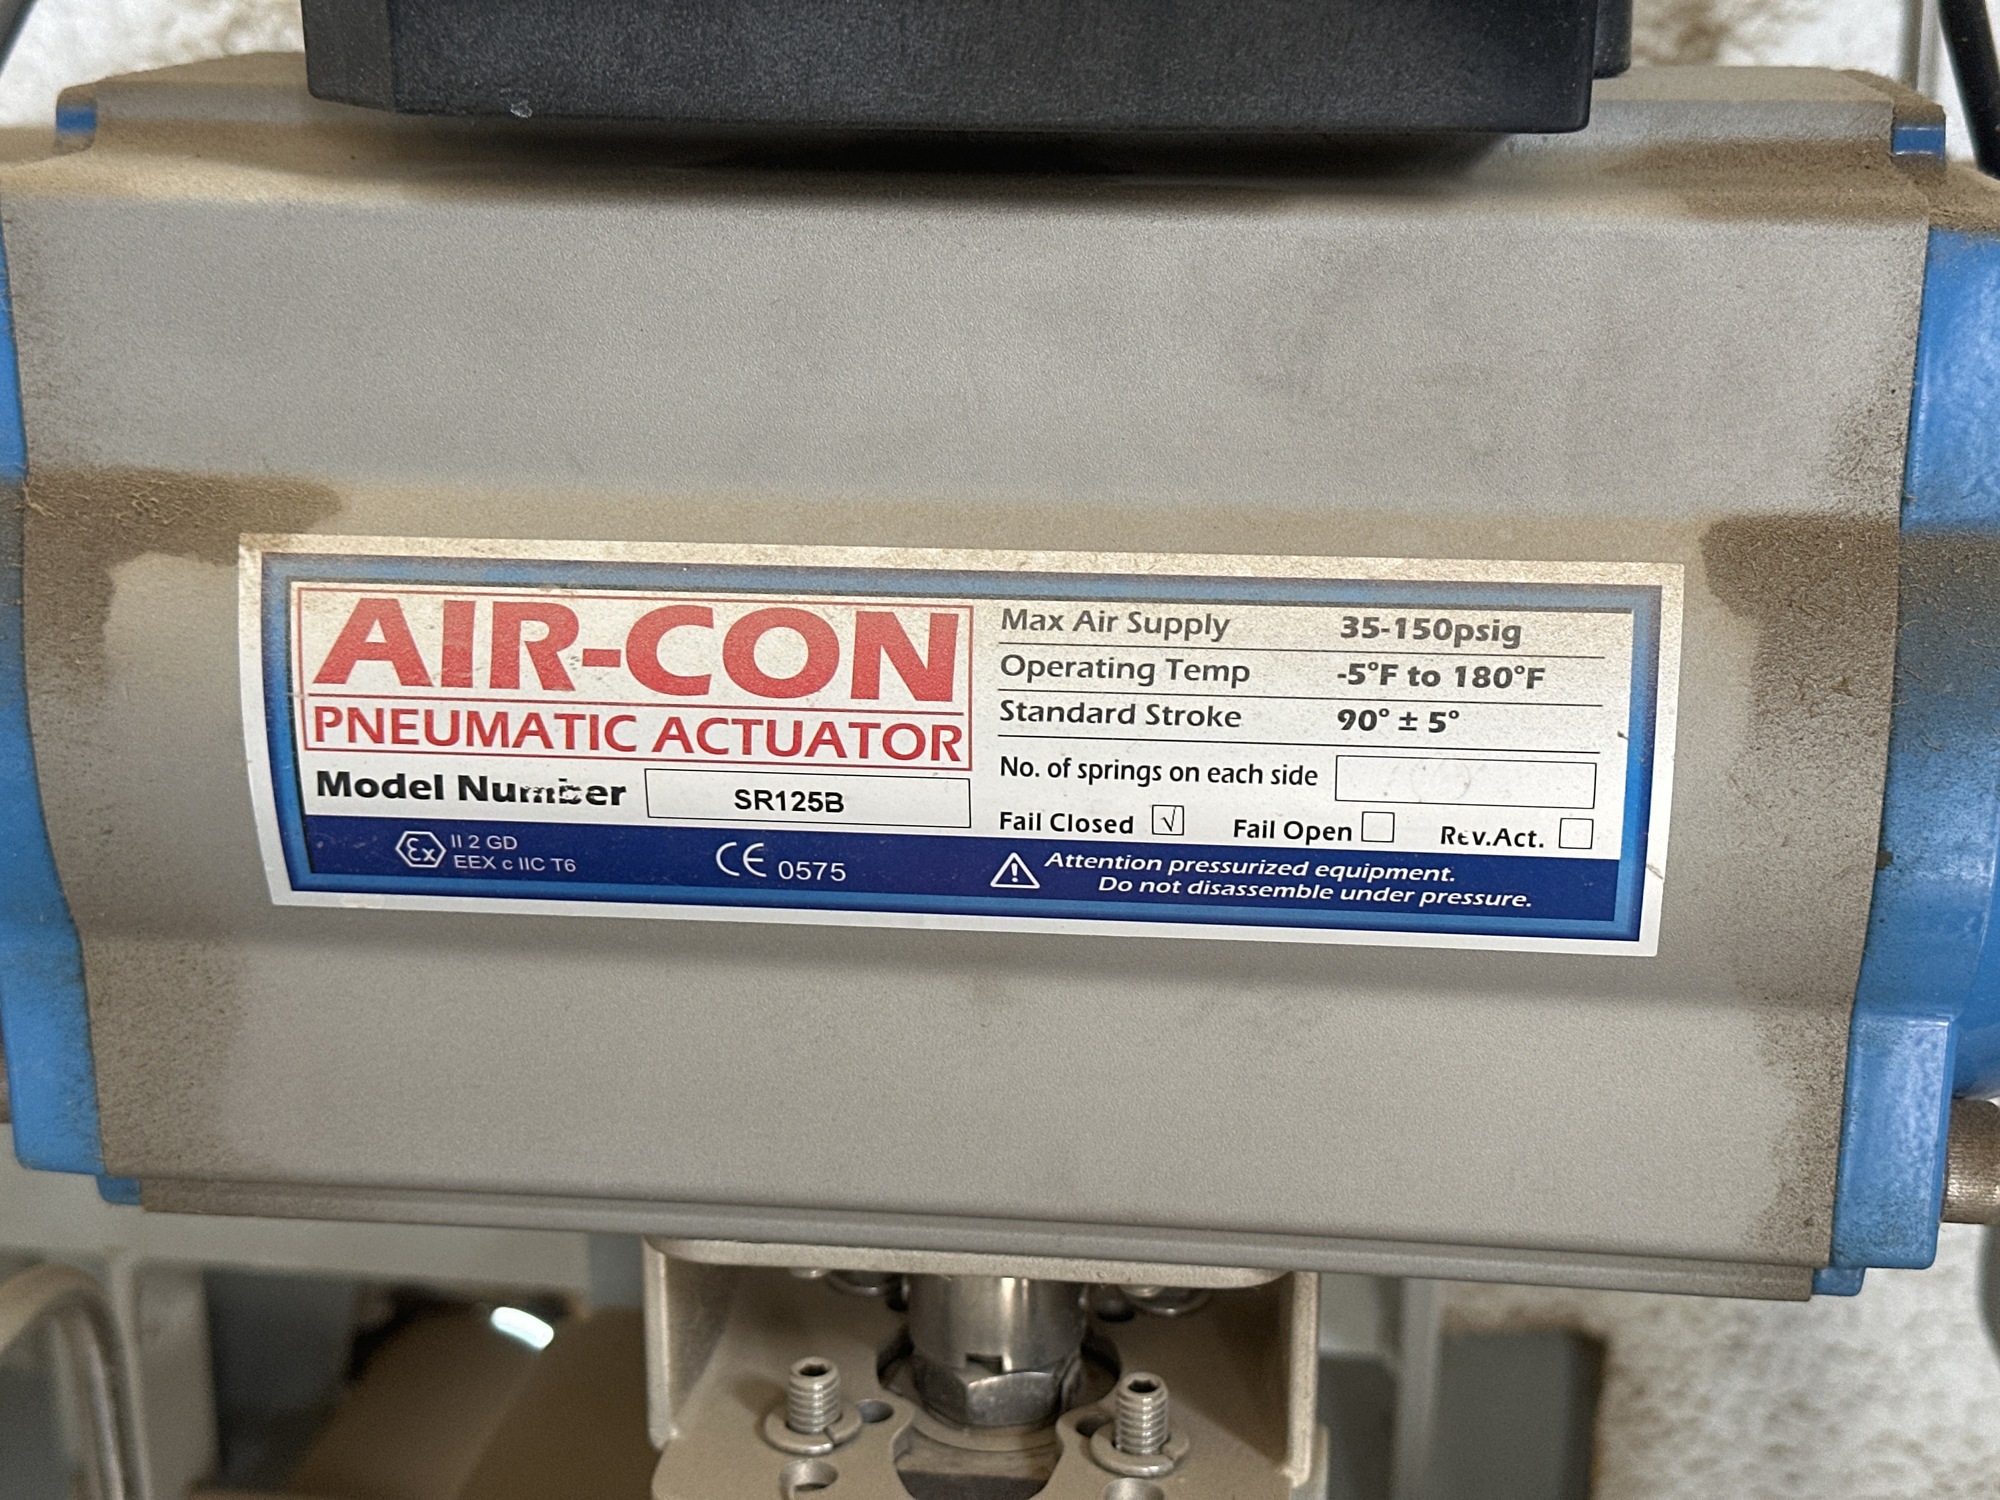 AIR-CON
PNEUMATIC ACTUATOR
Model Number SR125B
Ex II 2 GD
EEX c IIC T6
CE 0575
Max Air Supply 35-150psig
Operating Temp -5°F to 180°F
Standard Stroke 90° ± 5°
No. of springs on each side
Fail Closed √ Fail Open Rev.Act.
Attention pressurized equipment.
Do not disassemble under pressure.